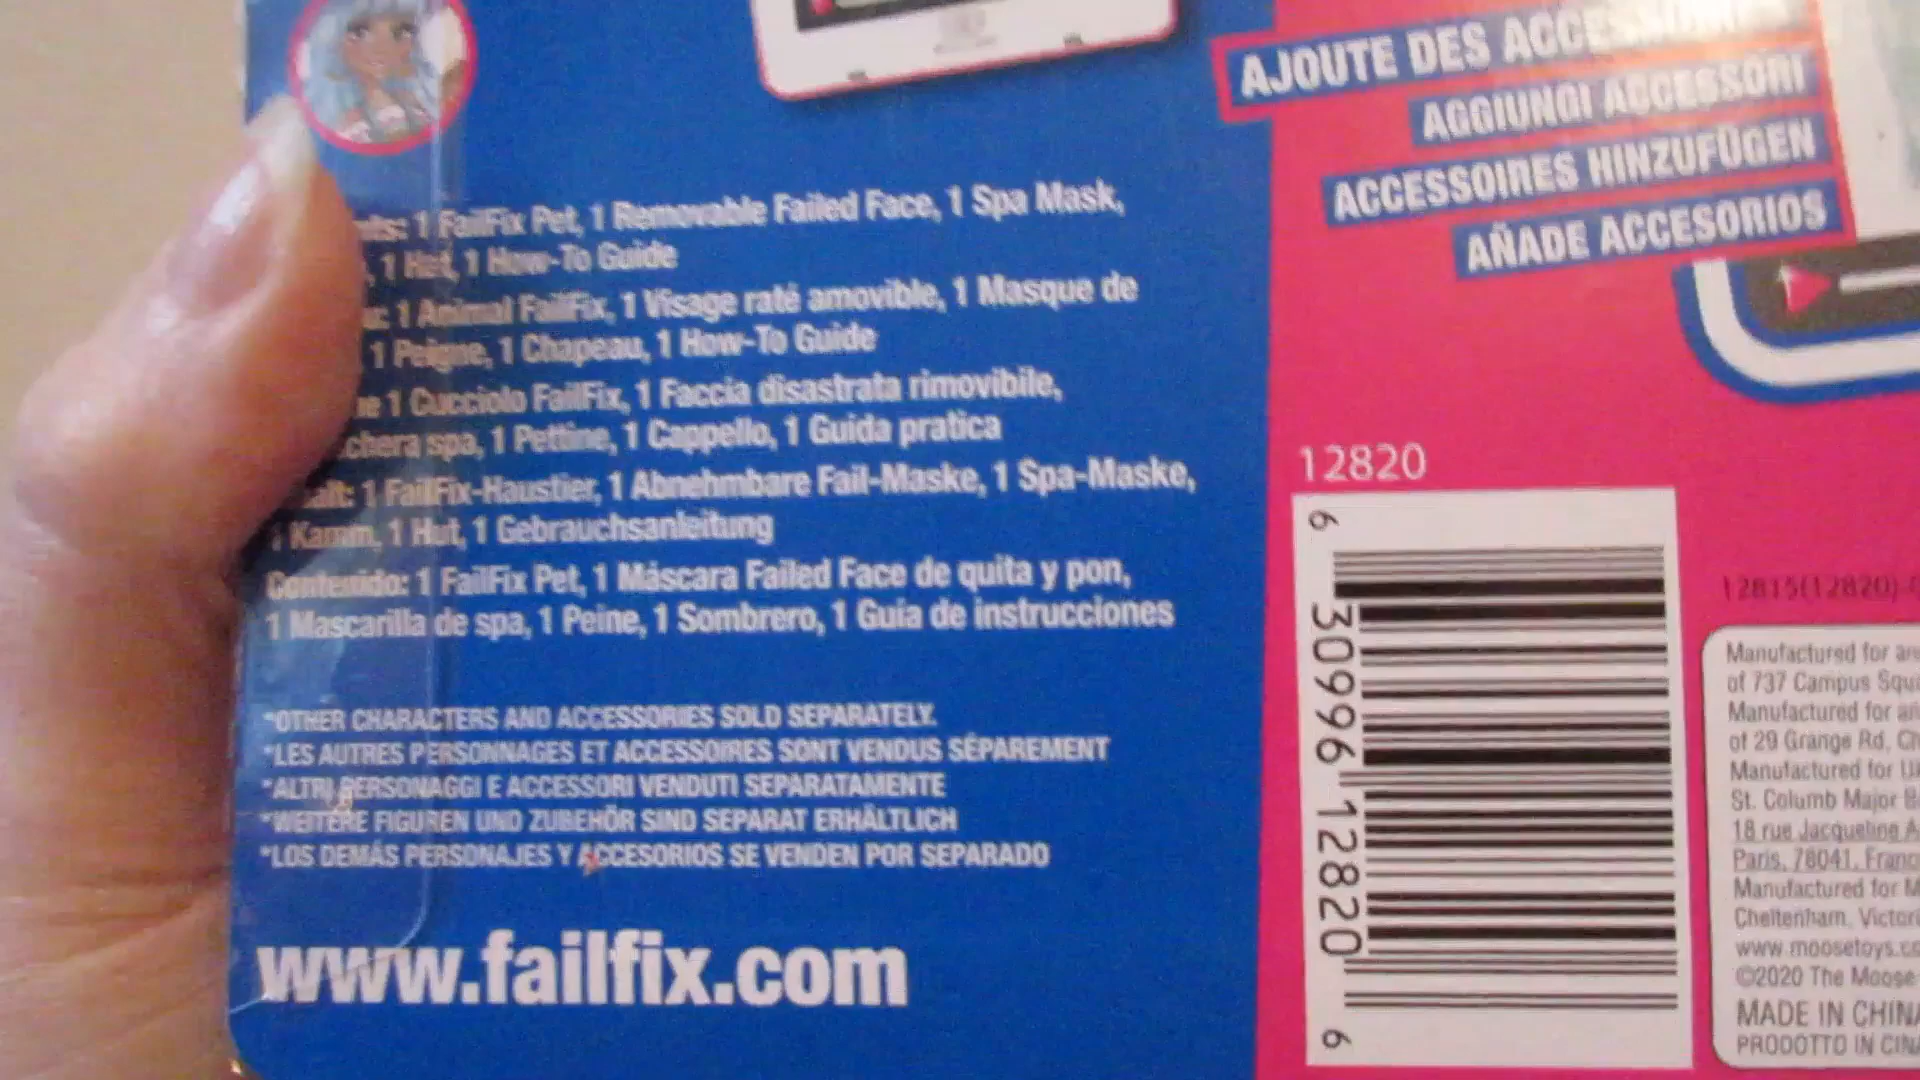 AJOUTE DES
AGGIUNGI ACCESSORI
ACCESSOIRES HINZUFÜGEN
AÑADE ACCESORIOS
1 FailFix Pet, 1 Removable Failed Face, 1 Spa Mask,
1 Hat, 1 How-To Guide
1 Animal FailFix, 1 Visage raté amovible, 1 Masque de
1 Peigne, 1 Chapeau, 1 How-To Guide
1 Cucciolo FailFix, 1 Faccia disastrata rimovibile,
chera spa, 1 Pettine, 1 Cappello, 1 Guida pratica
1 FailFix-Haustier, 1 Abnehmbare Fail-Maske, 1 Spa-Maske,
1 Kamm, 1 Hut, 1 Gebrauchsanleitung
Contenido: 1 FailFix Pet, 1 Máscara Failed Face de quita y pon,
1 Mascarilla de spa, 1 Peine, 1 Sombrero, 1 Guía de instrucciones
*OTHER CHARACTERS AND ACCESSORIES SOLD SEPARATELY.
*LES AUTRES PERSONNAGES ET ACCESSOIRES SONT VENDUS SÉPAREMENT
*ALTRI PERSONAGGI E ACCESSORI VENDUTI SEPARATAMENTE
*WEITERE FIGUREN UND ZUBEHÖR SIND SEPARAT ERHÄLTLICH
*LOS DEMÁS PERSONAJES Y ACCESORIOS SE VENDEN POR SEPARADO
www.failfix.com
12820
6 30996 12820 6
12815(12820)
Manufactured for
of 737 Campus
Manufactured for
of 29 Grange Rd,
Manufactured for
St. Columb Major
18 rue Jacqueline
Paris, 78041,
Manufactured for
Cheltenham,
www.moosetoys.
©2020 The Moose
MADE IN CHINA
PRODOTTO IN